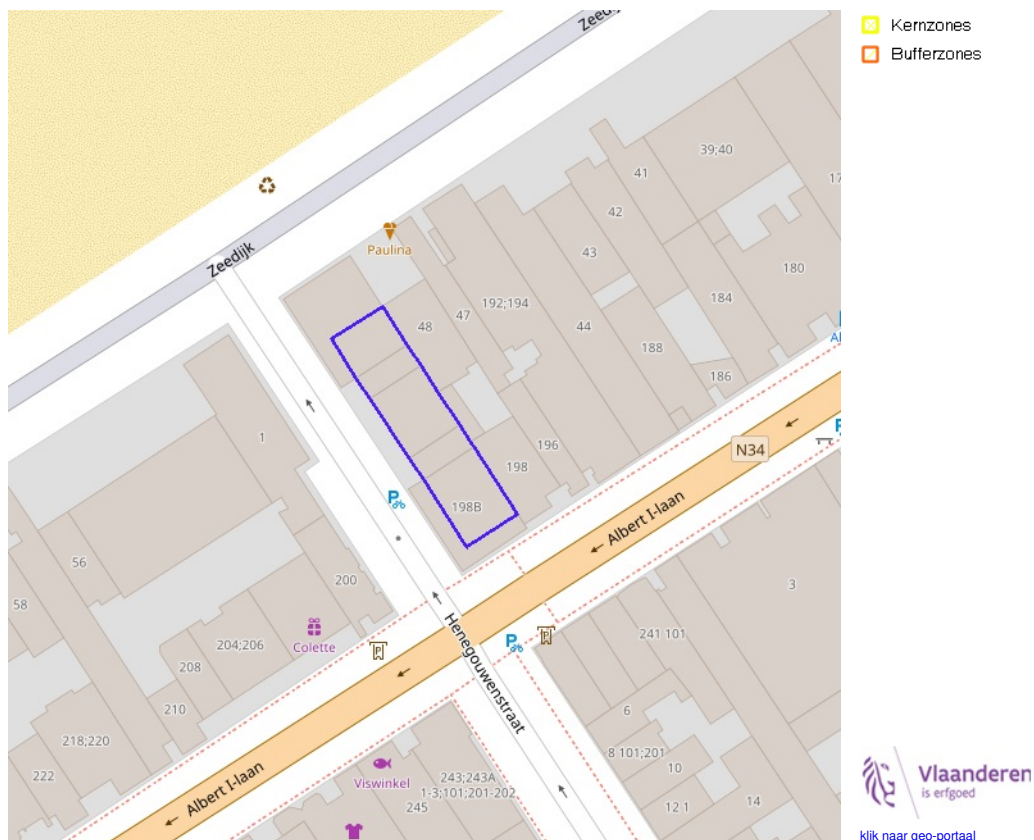 Zeedijk
Kernzones
Bufferzones
39;40
41
42
43
180
Paulina
Zeedijk
192;194
47
48
44
184
188
186
1
196
198
N34
198B
Albert I-laan
56
58
200
3
204;206
Colette
241 101
208
210
Henegouwenstraat
6
218;220
8 101;201
10
222
Albert I-laan
Viswinkel
243;243A
1-3;101;201-202
245
12 1
14
Vlaanderen
is erfgoed
klik naar geo-portaal